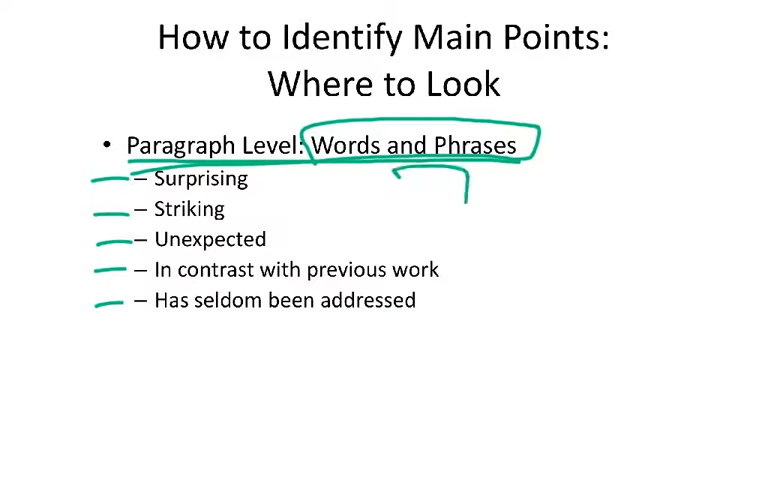 How to Identify Main Points:
Where to Look
• Paragraph Level: Words and Phrases
– Surprising
– Striking
– Unexpected
– In contrast with previous work
– Has seldom been addressed